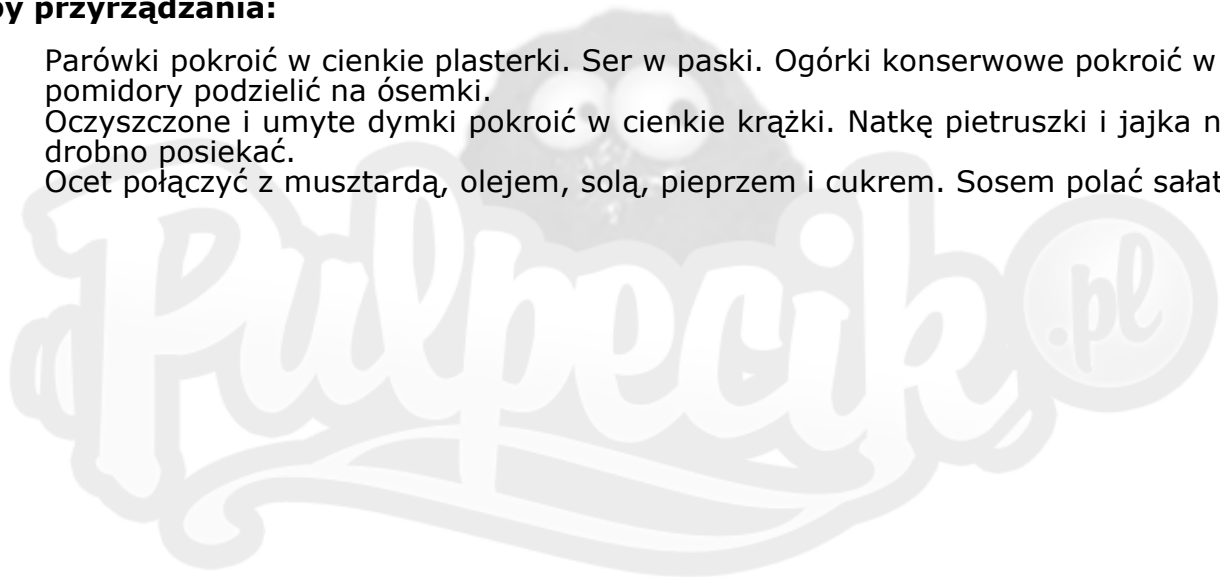 by przyrządzania:
Parówki pokroić w cienkie plasterki. Ser w paski. Ogórki konserwowe pokroić w
pomidory podzielić na ósemki.
Oczyszczone i umyte dymki pokroić w cienkie krążki. Natkę pietruszki i jajka
drobno posiekać.
Ocet połączyć z musztardą, olejem, solą, pieprzem i cukrem. Sosem polać sałat
Pulpecik.pl